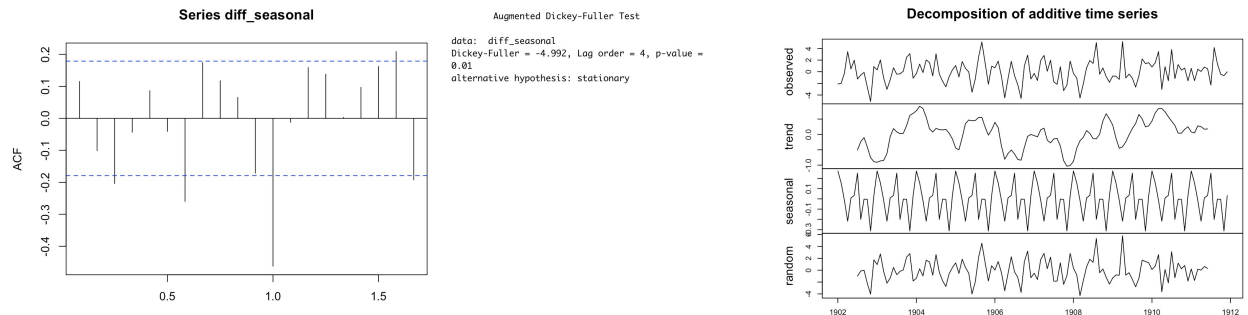 Series diff_seasonal
ACF
0.2
0.1
0.0
-0.1
-0.2
-0.3
-0.4
0.5
1.0
1.5
Augmented Dickey-Fuller Test
data: diff_seasonal
Dickey-Fuller = -4.992, Lag order = 4, p-value =
0.01
alternative hypothesis: stationary
Decomposition of additive time series
observed
4
2
0
-4
trend
0.0
-1.0
seasonal
0.1
-0.1
random
4
2
0
-4
1902
1904
1906
1908
1910
1912